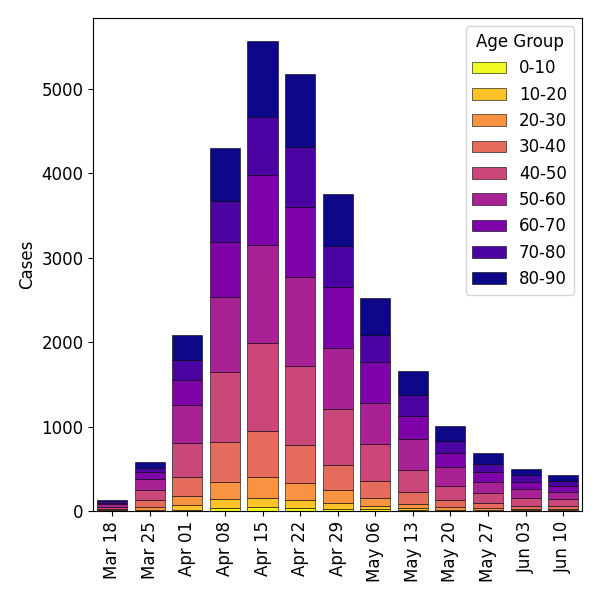 Age Group
0-10
10-20
20-30
30-40
40-50
50-60
60-70
70-80
80-90
Cases
5000
4000
3000
2000
1000
0
Mar 18
Mar 25
Apr 01
Apr 08
Apr 15
Apr 22
Apr 29
May 06
May 13
May 20
May 27
Jun 03
Jun 10